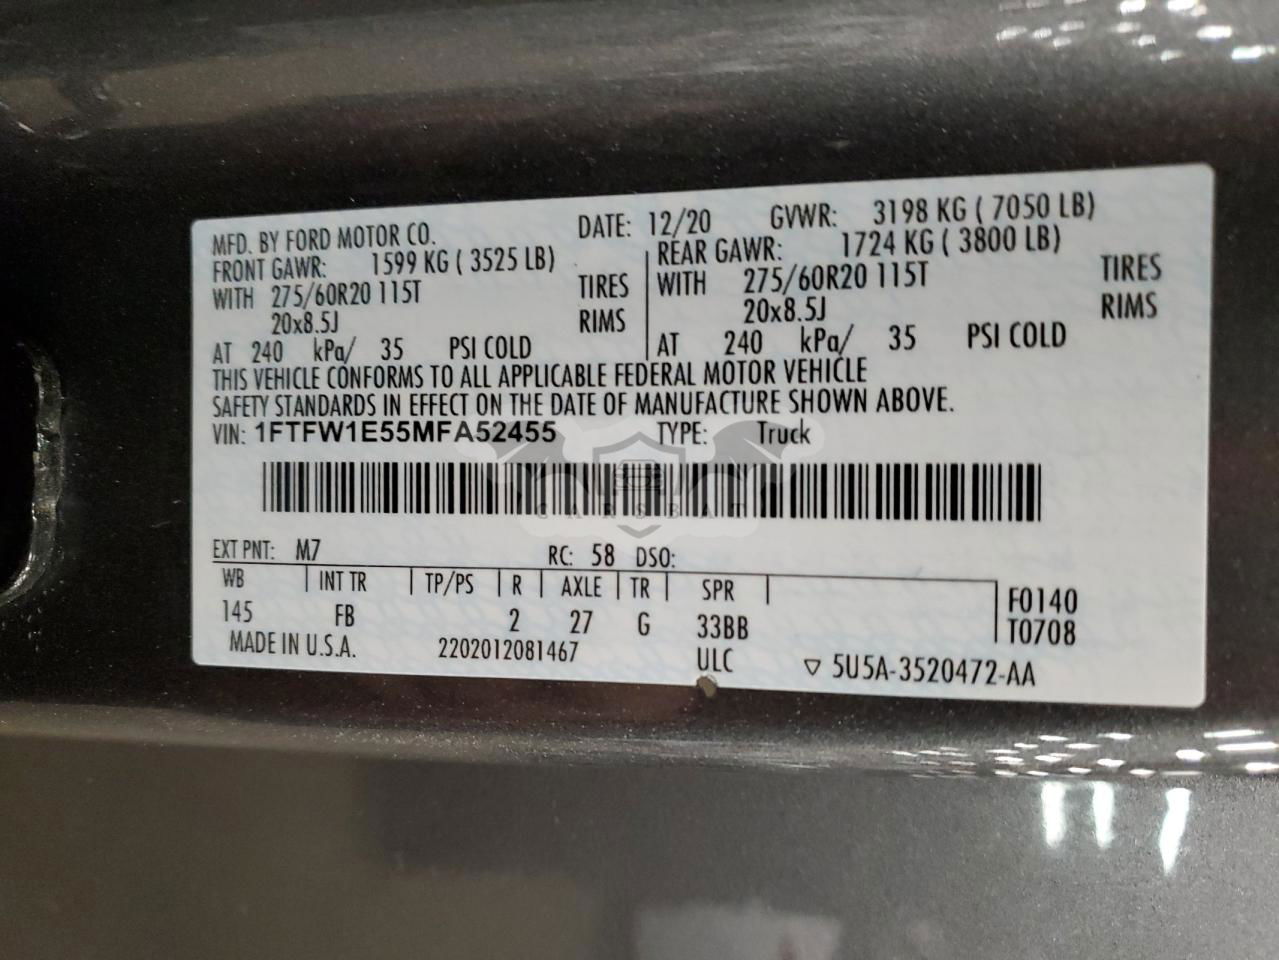 MFD. BY FORD MOTOR CO. DATE: 12/20 GVWR: 3198 KG ( 7050 LB)
FRONT GAWR: 1599 KG ( 3525 LB) REAR GAWR: 1724 KG ( 3800 LB)
WITH 275/60R20 115T TIRES WITH 275/60R20 115T TIRES
20x8.5J RIMS 20x8.5J RIMS
AT 240 kPa/ 35 PSI COLD AT 240 kPa/ 35 PSI COLD
THIS VEHICLE CONFORMS TO ALL APPLICABLE FEDERAL MOTOR VEHICLE
SAFETY STANDARDS IN EFFECT ON THE DATE OF MANUFACTURE SHOWN ABOVE.
VIN: 1FTFW1E55MFA52455 TYPE: Truck
CARSBAT
EXT PNT: M7 RC: 58 DSO:
WB INT TR TP/PS R AXLE TR SPR F0140
145 FB 2 27 G 33BB T0708
MADE IN U.S.A. 2202012081467 ULC ▽ 5U5A-3520472-AA